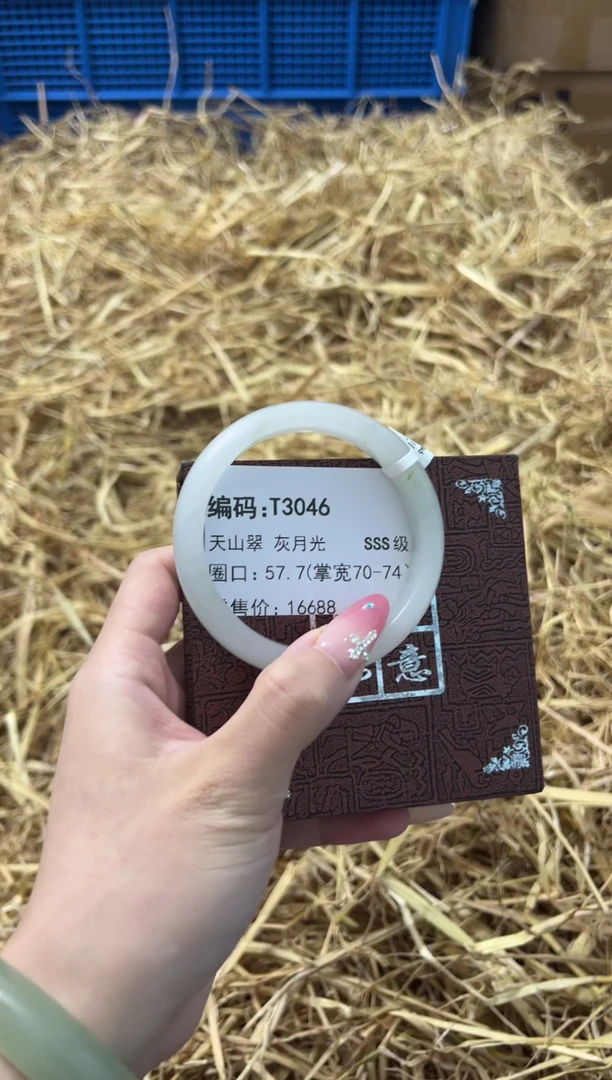 编码:T3046
天山翠 灰月光 SSS级
圈口:57.7(掌宽70-74
售价:16688
意